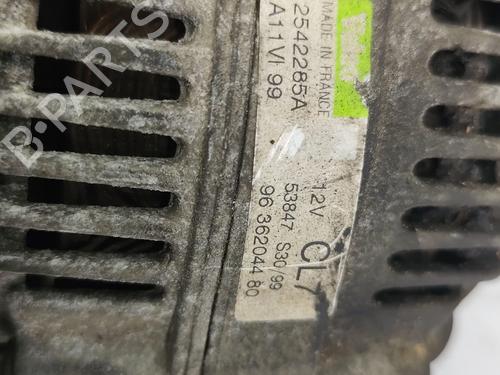 MADE IN FRANCE
2542285A
A11VI 99
12V
CL7
53847 S30/99
96 362044 80
B-PARTS